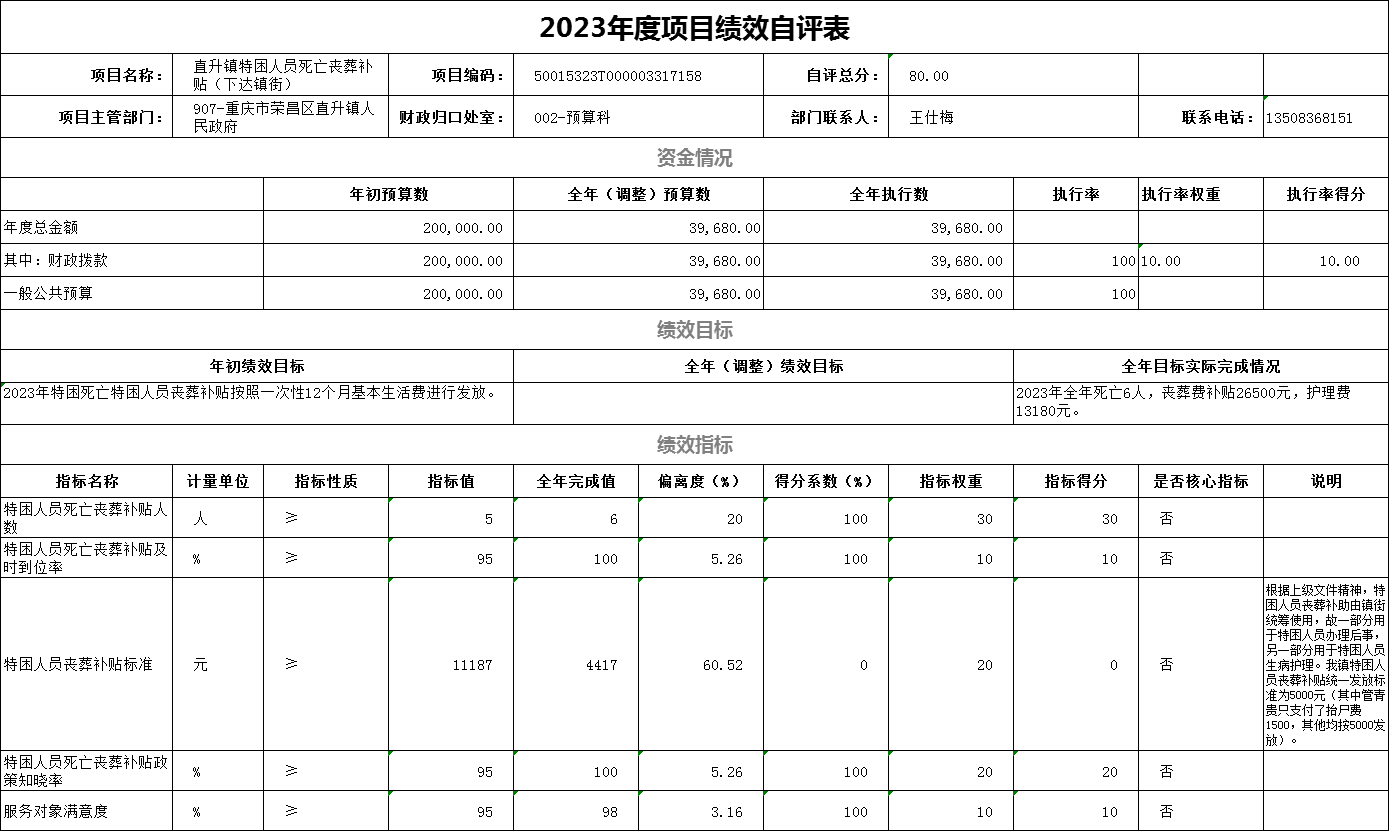 2023年度项目绩效自评表
项目名称： 直升镇特困人员死亡丧葬补贴（下达镇街） 项目编码： 50015323T000003317158 自评总分： 80.00
项目主管部门： 907-重庆市荣昌区直升镇人民政府 财政归口处室： 002-预算科 部门联系人： 王仕梅 联系电话： 13508368151
资金情况
年初预算数 全年（调整）预算数 全年执行数 执行率 执行率权重 执行率得分
年度总金额 200,000.00 39,680.00 39,680.00
其中：财政拨款 200,000.00 39,680.00 39,680.00 100 10.00 10.00
一般公共预算 200,000.00 39,680.00 39,680.00 100
绩效目标
年初绩效目标 全年（调整）绩效目标 全年目标实际完成情况
2023年特困死亡特困人员丧葬补贴按照一次性12个月基本生活费进行发放。
2023年全年死亡6人，丧葬费补贴26500元，护理费
13180元。
绩效指标
指标名称 计量单位 指标性质 指标值 全年完成值 偏离度（%） 得分系数（%） 指标权重 指标得分 是否核心指标 说明
特困人员死亡丧葬补贴人数 人 ≥ 5 6 20 100 30 30 否
特困人员死亡丧葬补贴及时到位率 % ≥ 95 100 5.26 100 10 10 否
特困人员丧葬补贴标准 元 ≥ 11187 4417 60.52 0 20 0 否
根据上级文件精神，特
困人员丧葬补助由镇街
统筹使用，故一部分用
于特困人员办理后事，
另一部分用于特困人员
生病护理。我镇特困人
员丧葬补贴统一发放标
准为5000元（其中管青
贵只支付了抬尸费
1500，其他均按5000发
放）。
特困人员死亡丧葬补贴政策知晓率 % ≥ 95 100 5.26 100 20 20 否
服务对象满意度 % ≥ 95 98 3.16 100 10 10 否